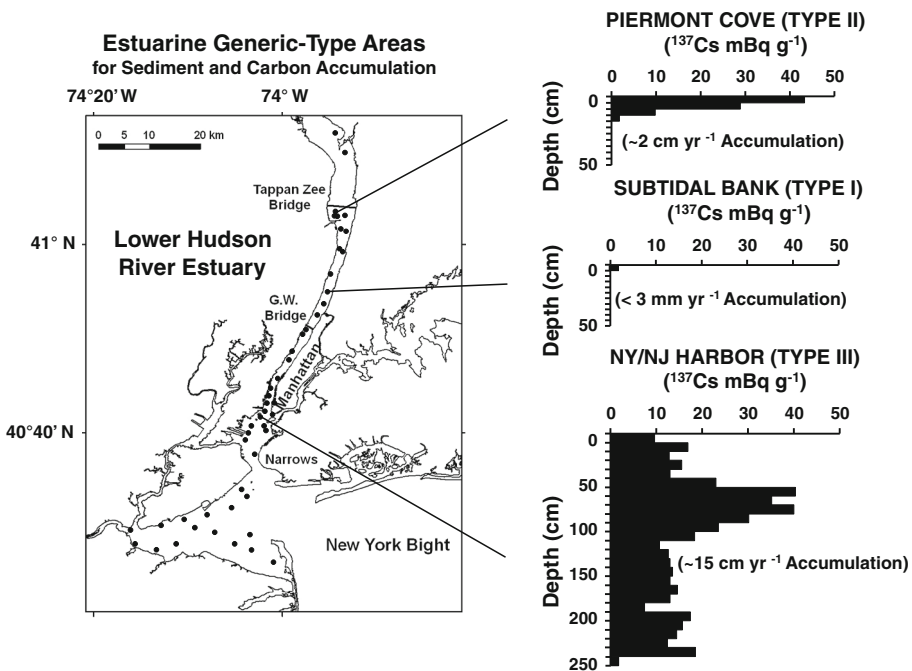 Estuarine Generic-Type Areas
for Sediment and Carbon Accumulation
74°20' W
74° W
0 5 10 20 km
Tappan Zee
Bridge
41° N
Lower Hudson
River Estuary
G.W.
Bridge
Manhattan
40°40' N
Narrows
New York Bight
PIERMONT COVE (TYPE II)
(¹³⁷Cs mBq g⁻¹)
0 10 20 30 40 50
Depth (cm)
0
50
(~2 cm yr ⁻¹ Accumulation)
SUBTIDAL BANK (TYPE I)
(¹³⁷Cs mBq g⁻¹)
0 10 20 30 40 50
Depth (cm)
0
50
(< 3 mm yr ⁻¹ Accumulation)
NY/NJ HARBOR (TYPE III)
(¹³⁷Cs mBq g⁻¹)
0 10 20 30 40 50
Depth (cm)
0
50
100
150
200
250
(~15 cm yr ⁻¹ Accumulation)